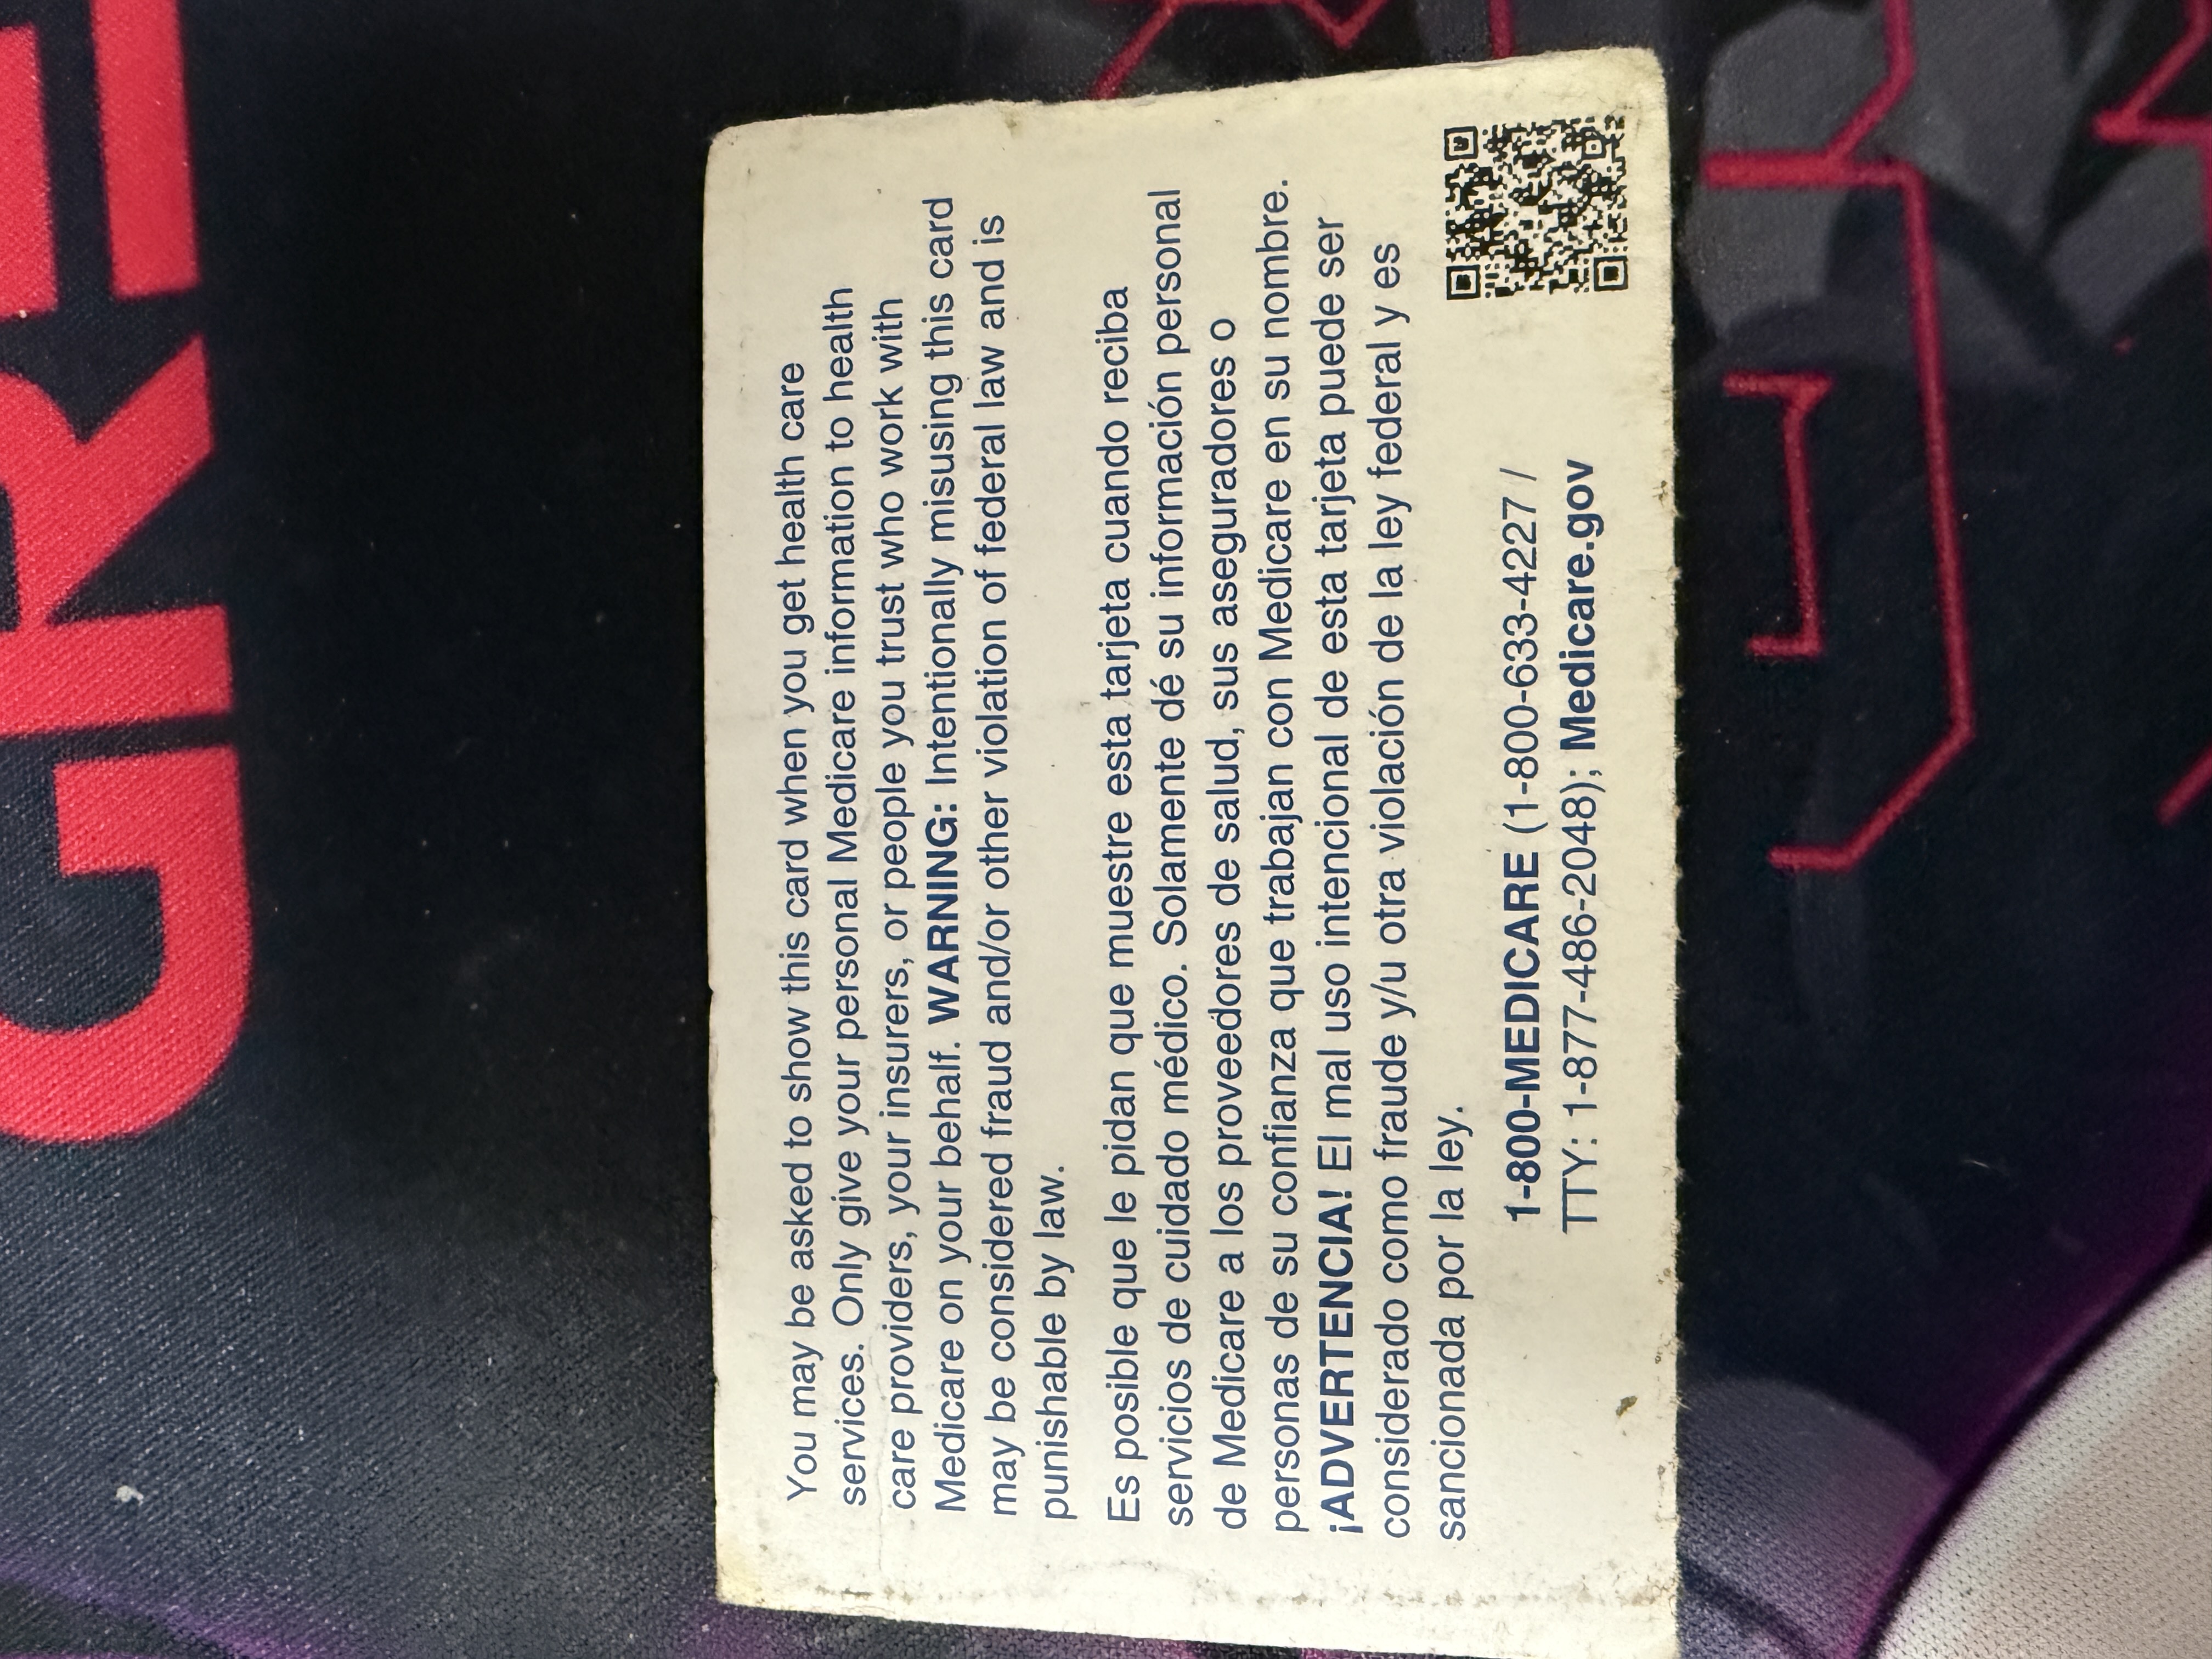 You may be asked to show this card when you get health care
services. Only give your personal Medicare information to health
care providers, your insurers, or people you trust who work with
Medicare on your behalf. WARNING: Intentionally misusing this card
may be considered fraud and/or other violation of federal law and is
punishable by law.
Es posible que le pidan que muestre esta tarjeta cuando reciba
servicios de cuidado médico. Solamente dé su información personal
de Medicare a los proveedores de salud, sus aseguradores o
personas de su confianza que trabajan con Medicare en su nombre.
¡ADVERTENCIA! El mal uso intencional de esta tarjeta puede ser
considerado como fraude y/u otra violación de la ley federal y es
sancionada por la ley.
1-800-MEDICARE (1-800-633-4227 /
TTY: 1-877-486-2048); Medicare.gov